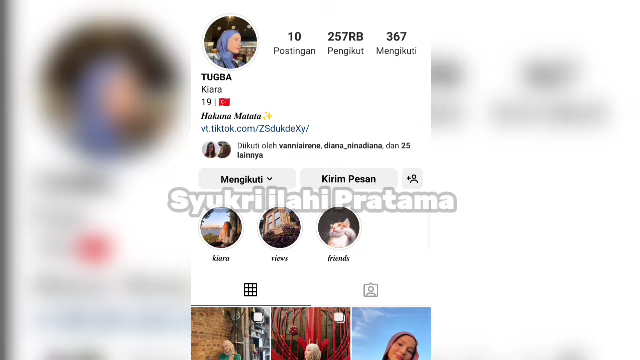 10 257RB 367
Postingan Pengikut Mengikuti
TUGBA
Kiara
19 | 🇹🇷
Hakuna Matata✨
vt.tiktok.com/ZSdukdeXy/
Diikuti oleh vanniairene, diana_ninadiana, dan 25
lainnya
Mengikuti Kirim Pesan
Syukri ilahi Pratama
kiara views friends